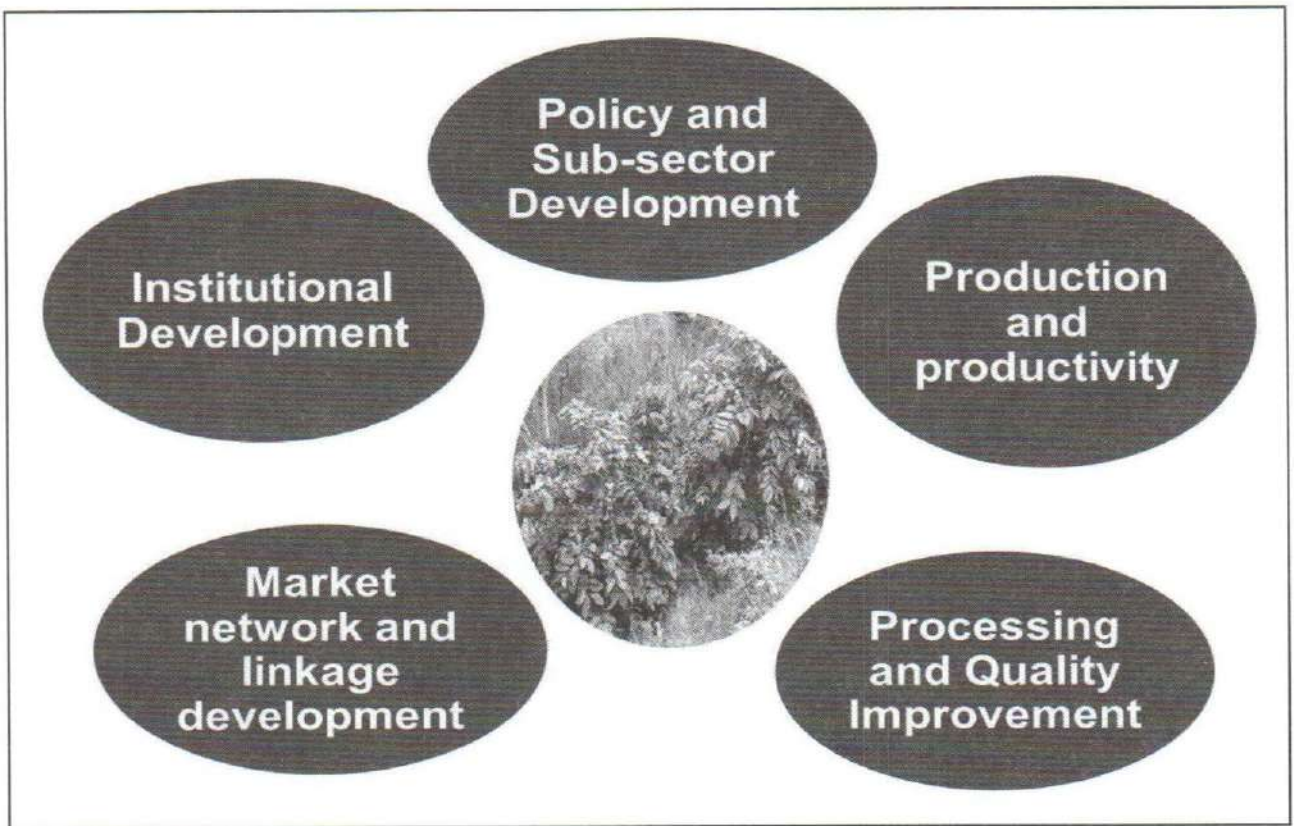 Policy and
Sub-sector
Development
Institutional
Development
Production
and
productivity
Market
network and
linkage
development
Processing
and Quality
Improvement